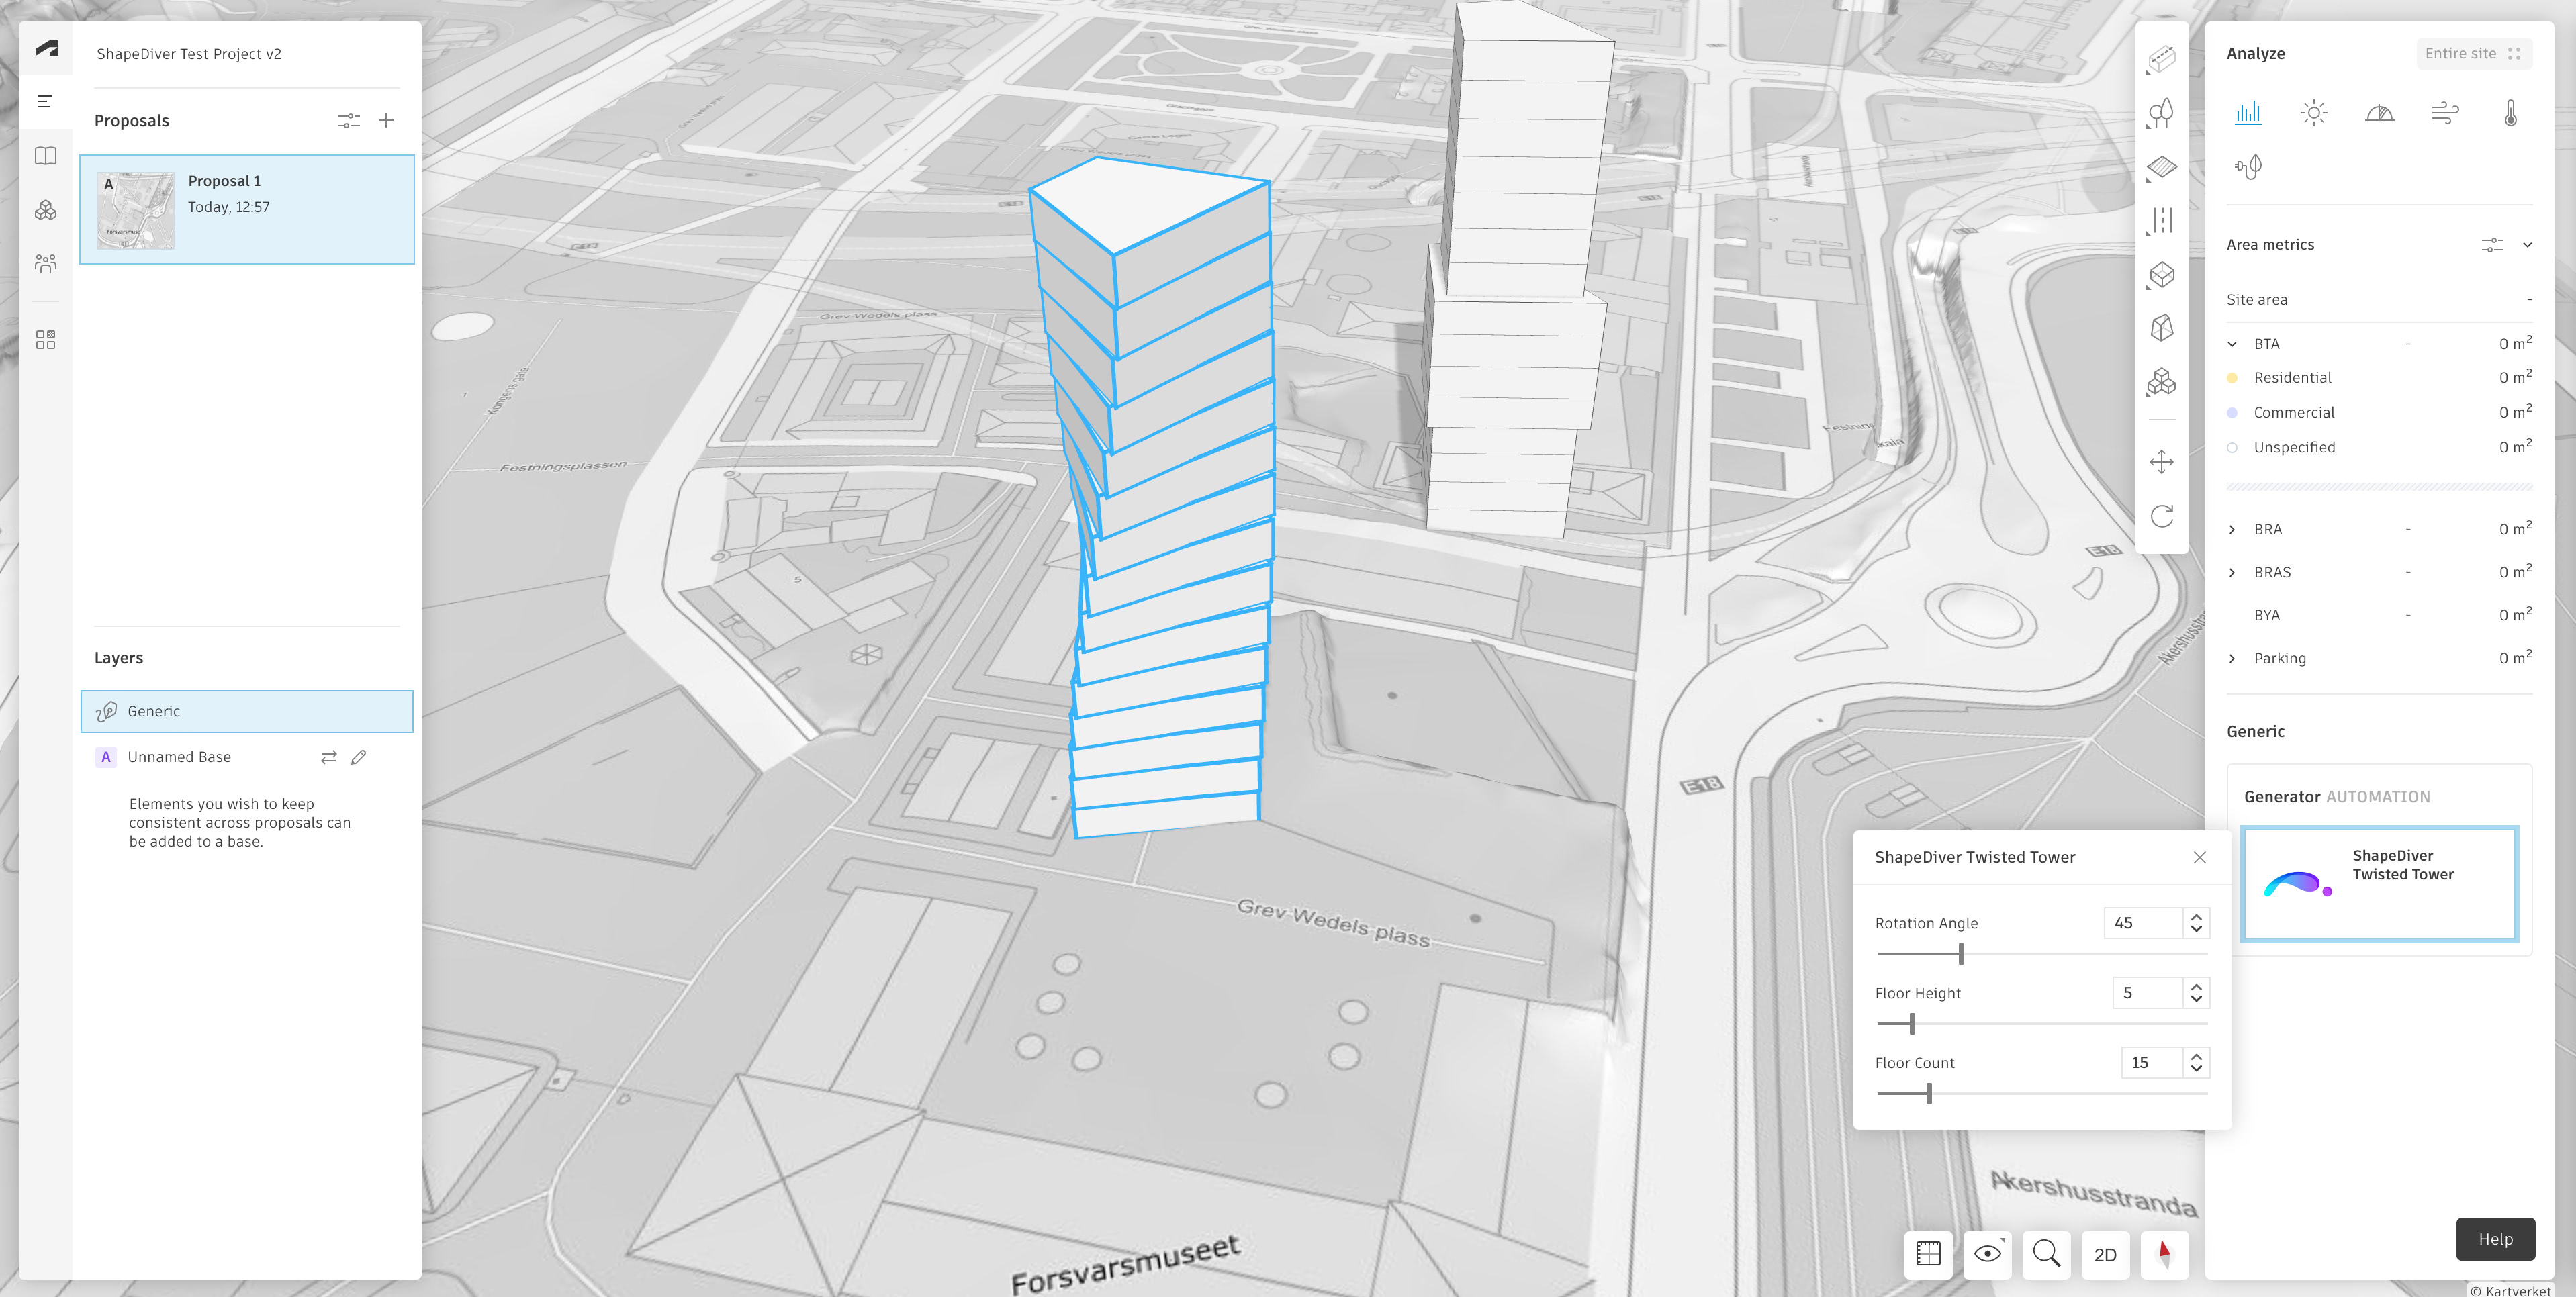 ShapeDiver Test Project v2
Proposals
A
Proposal 1
Today, 12:57
Layers
Generic
A
Unnamed Base
Elements you wish to keep
consistent across proposals can
be added to a base.
Grev Wedels plass
Kongens gate
Festningsplassen
5
E18
E18
Grev Wedels plass
Akershusstranda
Forsvarsmuseet
Analyze
Entire site
Area metrics
Site area
-
BTA - 0 m²
Residential 0 m²
Commercial 0 m²
Unspecified 0 m²
BRA - 0 m²
BRAS - 0 m²
BYA - 0 m²
Parking 0 m²
Generic
Generator AUTOMATION
ShapeDiver
Twisted Tower
ShapeDiver Twisted Tower
Rotation Angle 45
Floor Height 5
Floor Count 15
2D
Help
© Kartverket